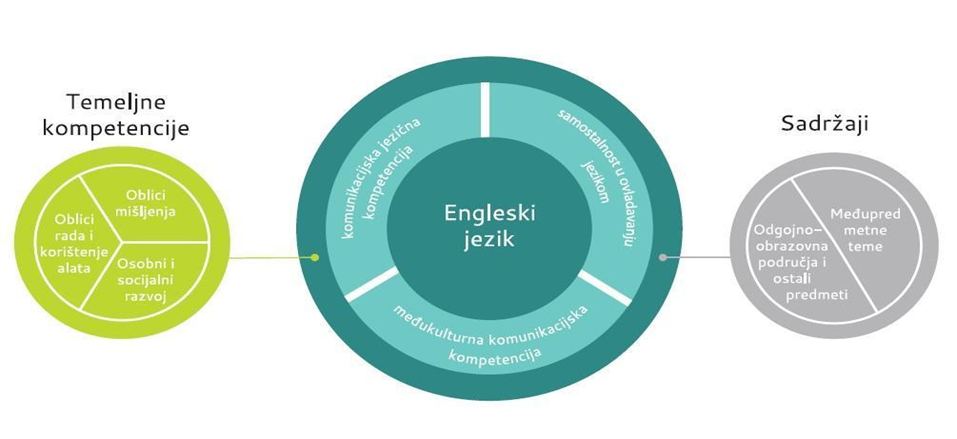 Temeljne
kompetencije
Oblici
mišljenja
Oblici
rada i
korištenje
alata
Osobni i
socijalni
razvoj
komunikacijska jezična
kompetencija
samostalnost u ovladavanju
jezikom
Engleski
jezik
međukulturna komunikacijska
kompetencija
Sadržaji
Međupred
metne
teme
Odgojno–
obrazovna
područja i
ostali
predmeti